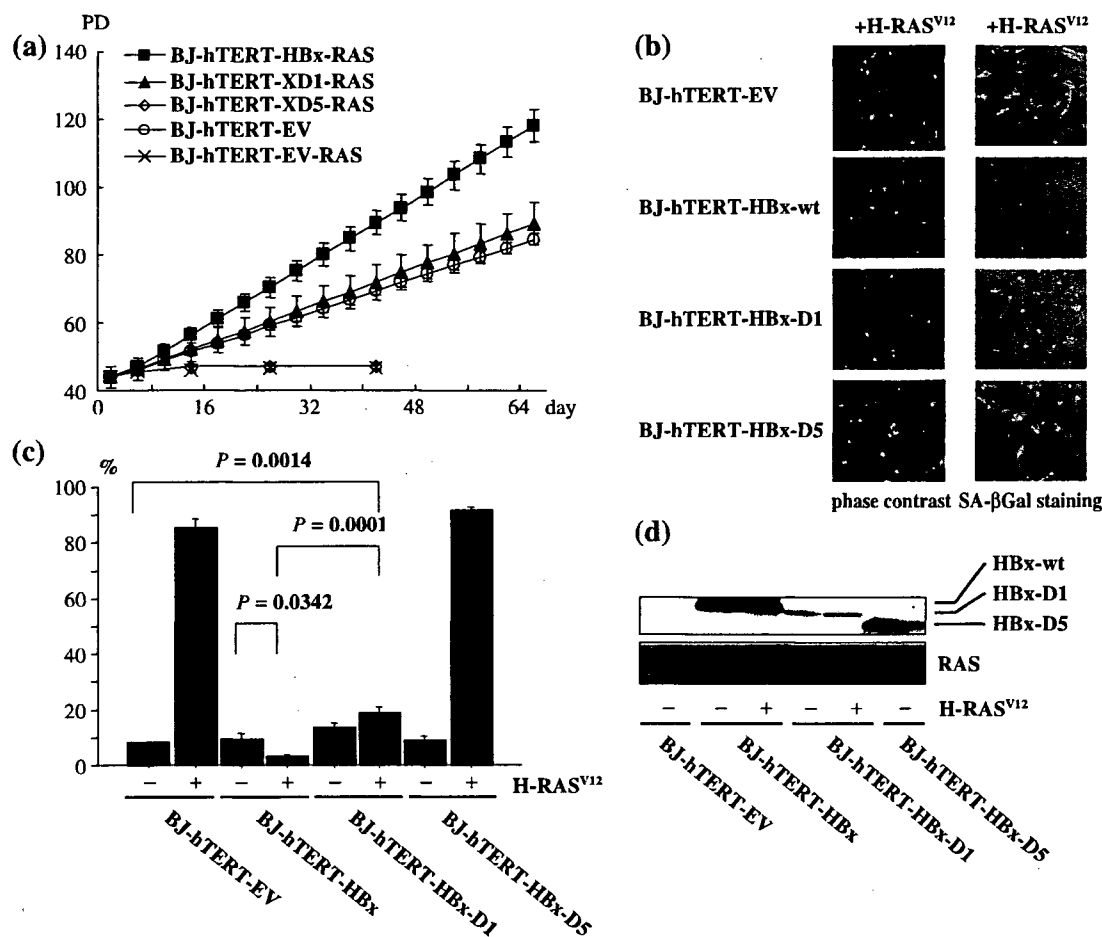 (a)
PD
140
120
100
80
60
40
0
16
32
48
64
day
BJ-hTERT-HBx-RAS
BJ-hTERT-XD1-RAS
BJ-hTERT-XD5-RAS
BJ-hTERT-EV
BJ-hTERT-EV-RAS
(b)
+H-RASV12
+H-RASV12
BJ-hTERT-EV
BJ-hTERT-HBx-wt
BJ-hTERT-HBx-D1
BJ-hTERT-HBx-D5
phase contrast
SA-βGal staining
(c)
%
100
80
60
40
20
0
P = 0.0014
P = 0.0001
P = 0.0342
− + − + − + − + H-RASV12
BJ-hTERT-EV
BJ-hTERT-HBx
BJ-hTERT-HBx-D1
BJ-hTERT-HBx-D5
(d)
HBx-wt
HBx-D1
HBx-D5
RAS
− − + − + − H-RASV12
BJ-hTERT-EV
BJ-hTERT-HBx
BJ-hTERT-HBx-D1
BJ-hTERT-HBx-D5